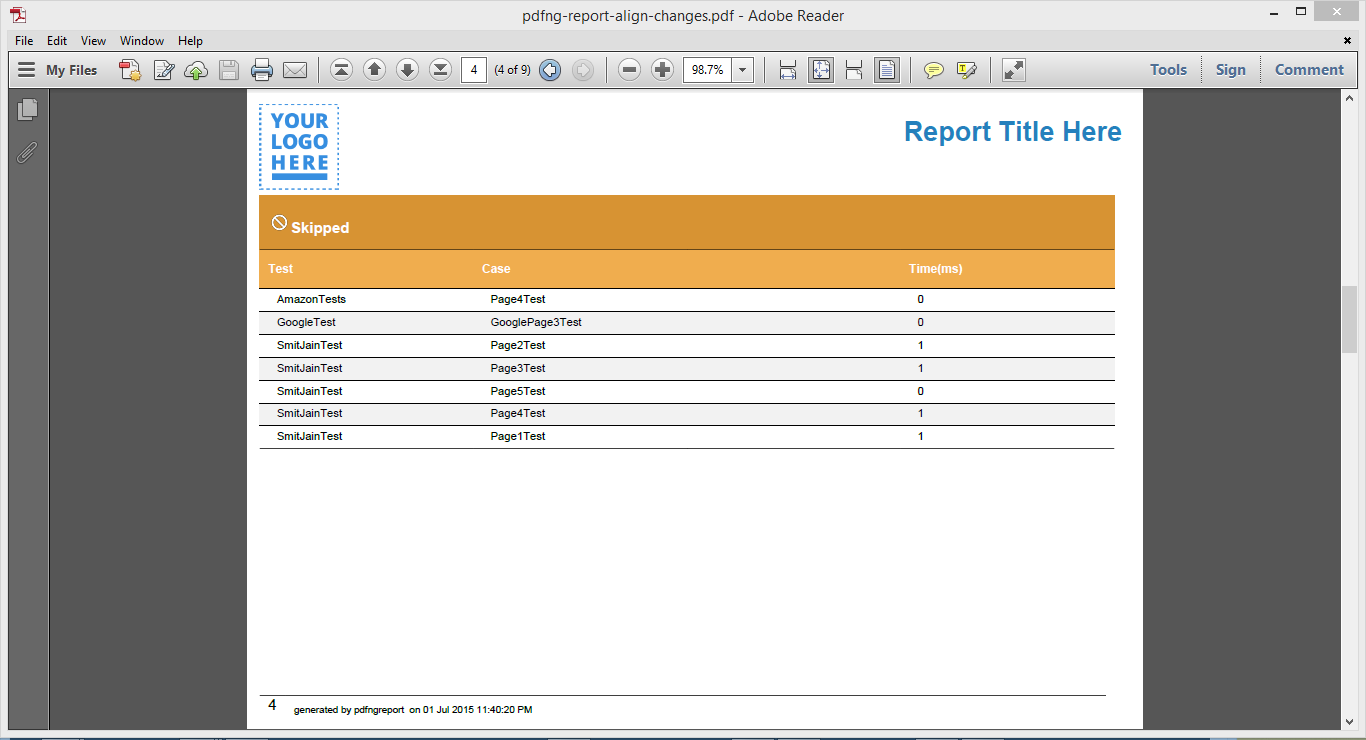 pdfng-report-align-changes.pdf - Adobe Reader
File Edit View Window Help
My Files 4 (4 of 9) 98.7% T Tools Sign Comment
YOUR
LOGO
HERE
Report Title Here
Skipped
Test Case Time(ms)
AmazonTests Page4Test 0
GoogleTest GooglePage3Test 0
SmitJainTest Page2Test 1
SmitJainTest Page3Test 1
SmitJainTest Page5Test 0
SmitJainTest Page4Test 1
SmitJainTest Page1Test 1
4 generated by pdfngreport on 01 Jul 2015 11:40:20 PM